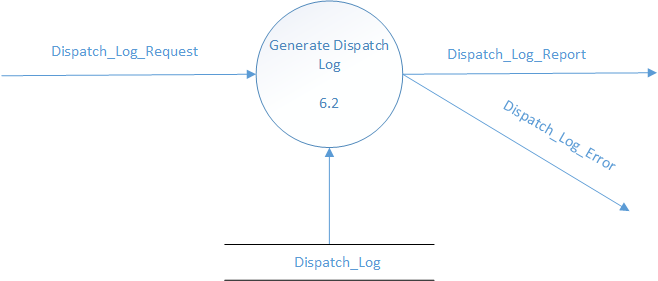 Dispatch_Log_Request
Generate Dispatch
Log
6.2
Dispatch_Log_Report
Dispatch_Log_Error
Dispatch_Log